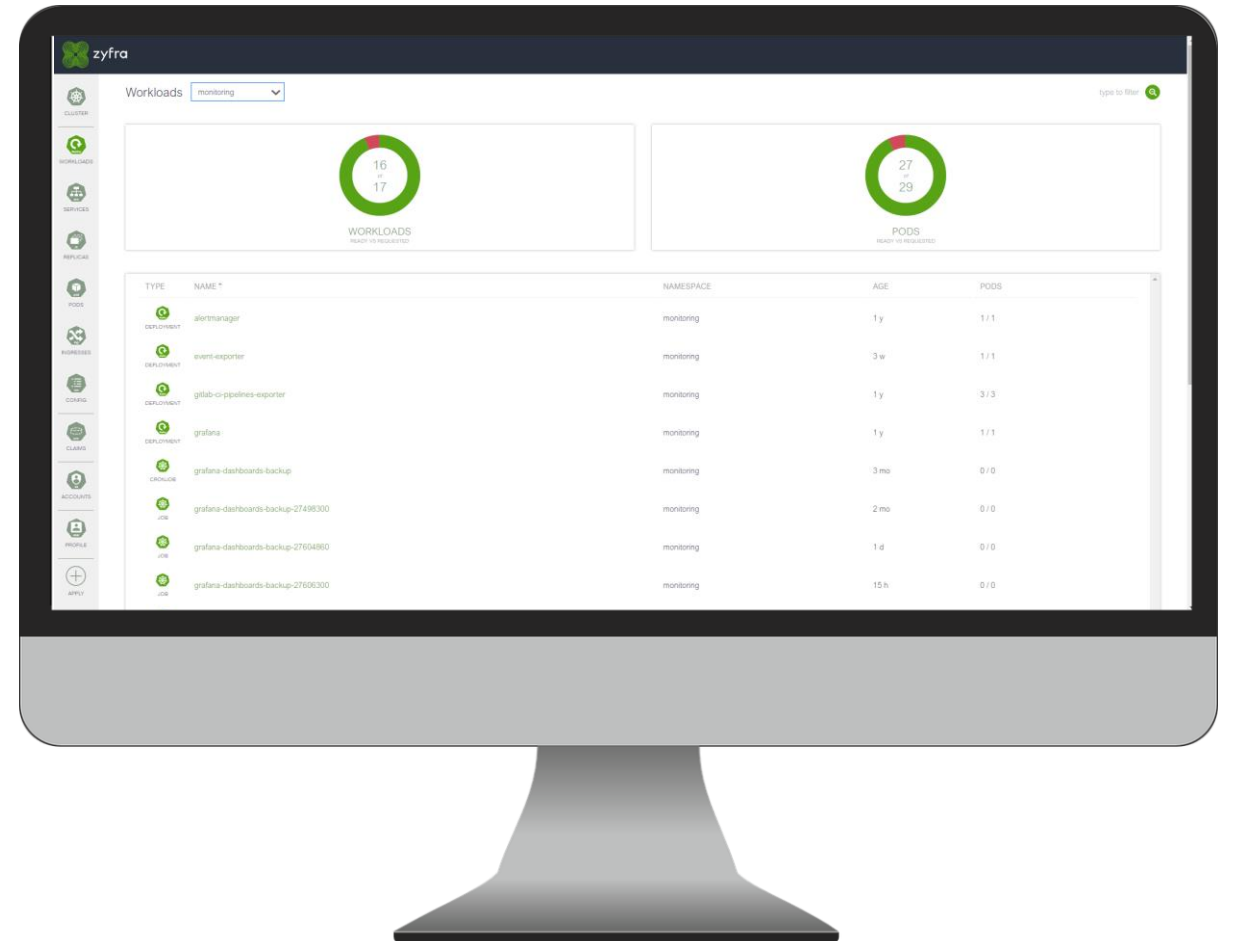 zyfra
Workloads monitoring type to filter
CLUSTER
WORKLOADS
SERVICES
REPLICAS
PODS
INGRESSES
CONFIG
CLAIMS
ACCOUNTS
PROFILE
APPLY
16
of
17
WORKLOADS
READY VS REQUESTED
27
of
29
PODS
READY VS REQUESTED
TYPE NAME NAMESPACE AGE PODS
DEPLOYMENT alertmanager monitoring 1 y 1 / 1
DEPLOYMENT event-exporter monitoring 3 w 1 / 1
DEPLOYMENT gitlab-ci-pipelines-exporter monitoring 1 y 3 / 3
DEPLOYMENT grafana monitoring 1 y 1 / 1
CRONJOB grafana-dashboards-backup monitoring 3 mo 0 / 0
JOB grafana-dashboards-backup-27498300 monitoring 2 mo 0 / 0
JOB grafana-dashboards-backup-27604860 monitoring 1 d 0 / 0
JOB grafana-dashboards-backup-27606300 monitoring 15 h 0 / 0